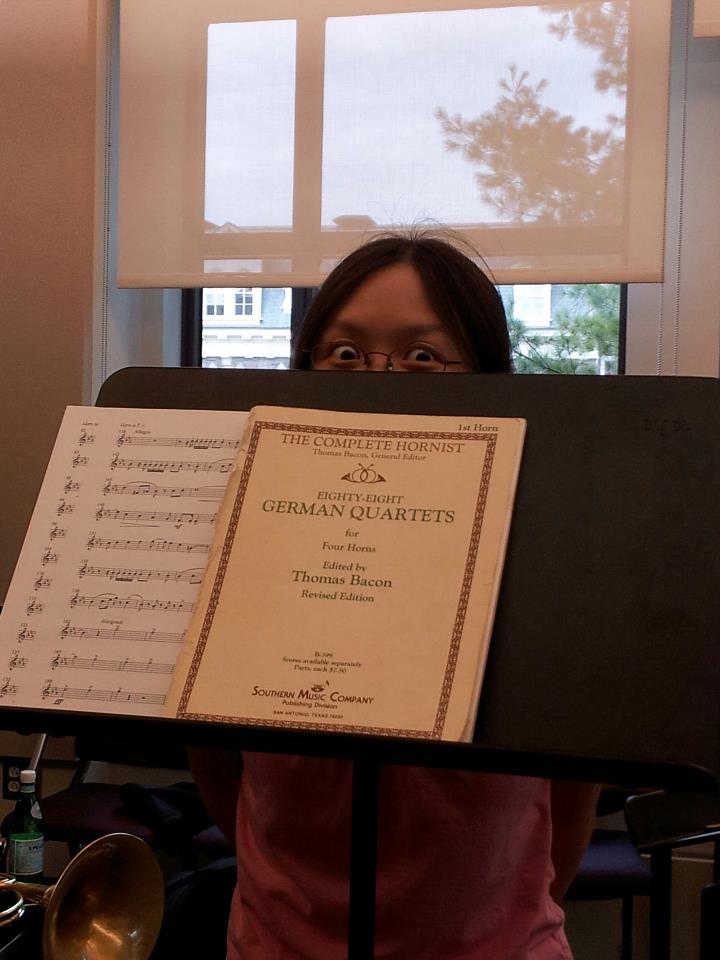 1st Horn
THE COMPLETE HORNIST
Thomas Bacon, General Editor
EIGHTY-EIGHT
GERMAN QUARTETS
for
Four Horns
Edited by
Thomas Bacon
Revised Edition
B-399
Scores available separately
Parts, each $7.50
SOUTHERN MUSIC COMPANY
Publishing Division
SAN ANTONIO, TEXAS 78292
Allegro